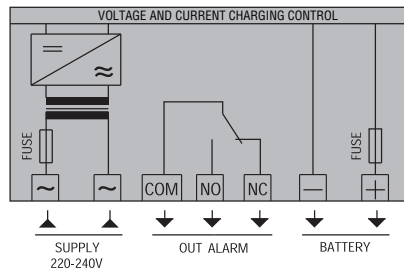 VOLTAGE AND CURRENT CHARGING CONTROL
FUSE
FUSE
~ ~ COM NO NC — +
SUPPLY
220-240V
OUT ALARM
BATTERY